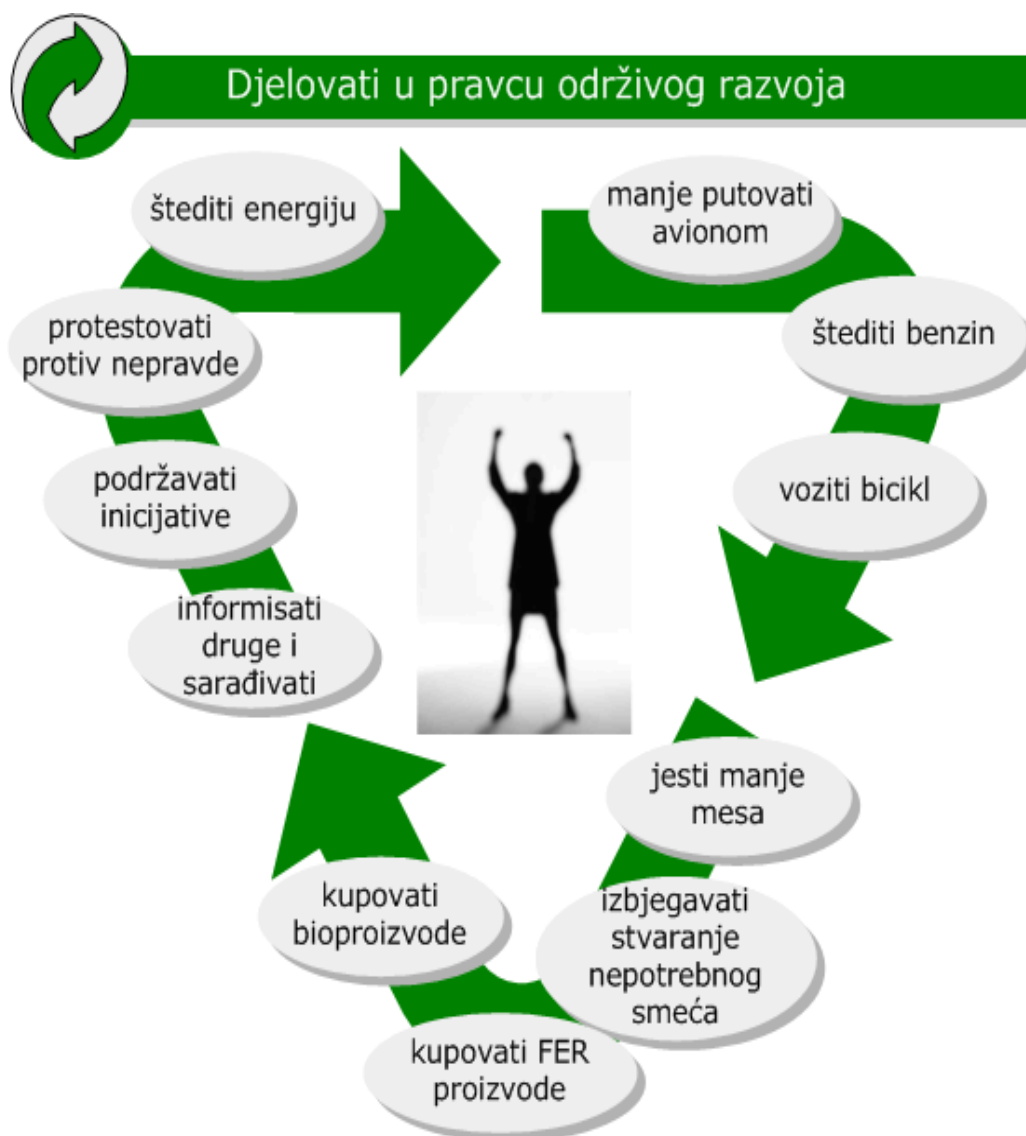 Djelovati u pravcu održivog razvoja
štediti energiju
manje putovati
avionom
štediti benzin
voziti bicikl
jesti manje
mesa
izbjegavati
stvaranje
nepotrebnog
smeća
kupovati FER
proizvode
kupovati
bioproizvode
informisati
druge i
sarađivati
podržavati
inicijative
protestovati
protiv nepravde